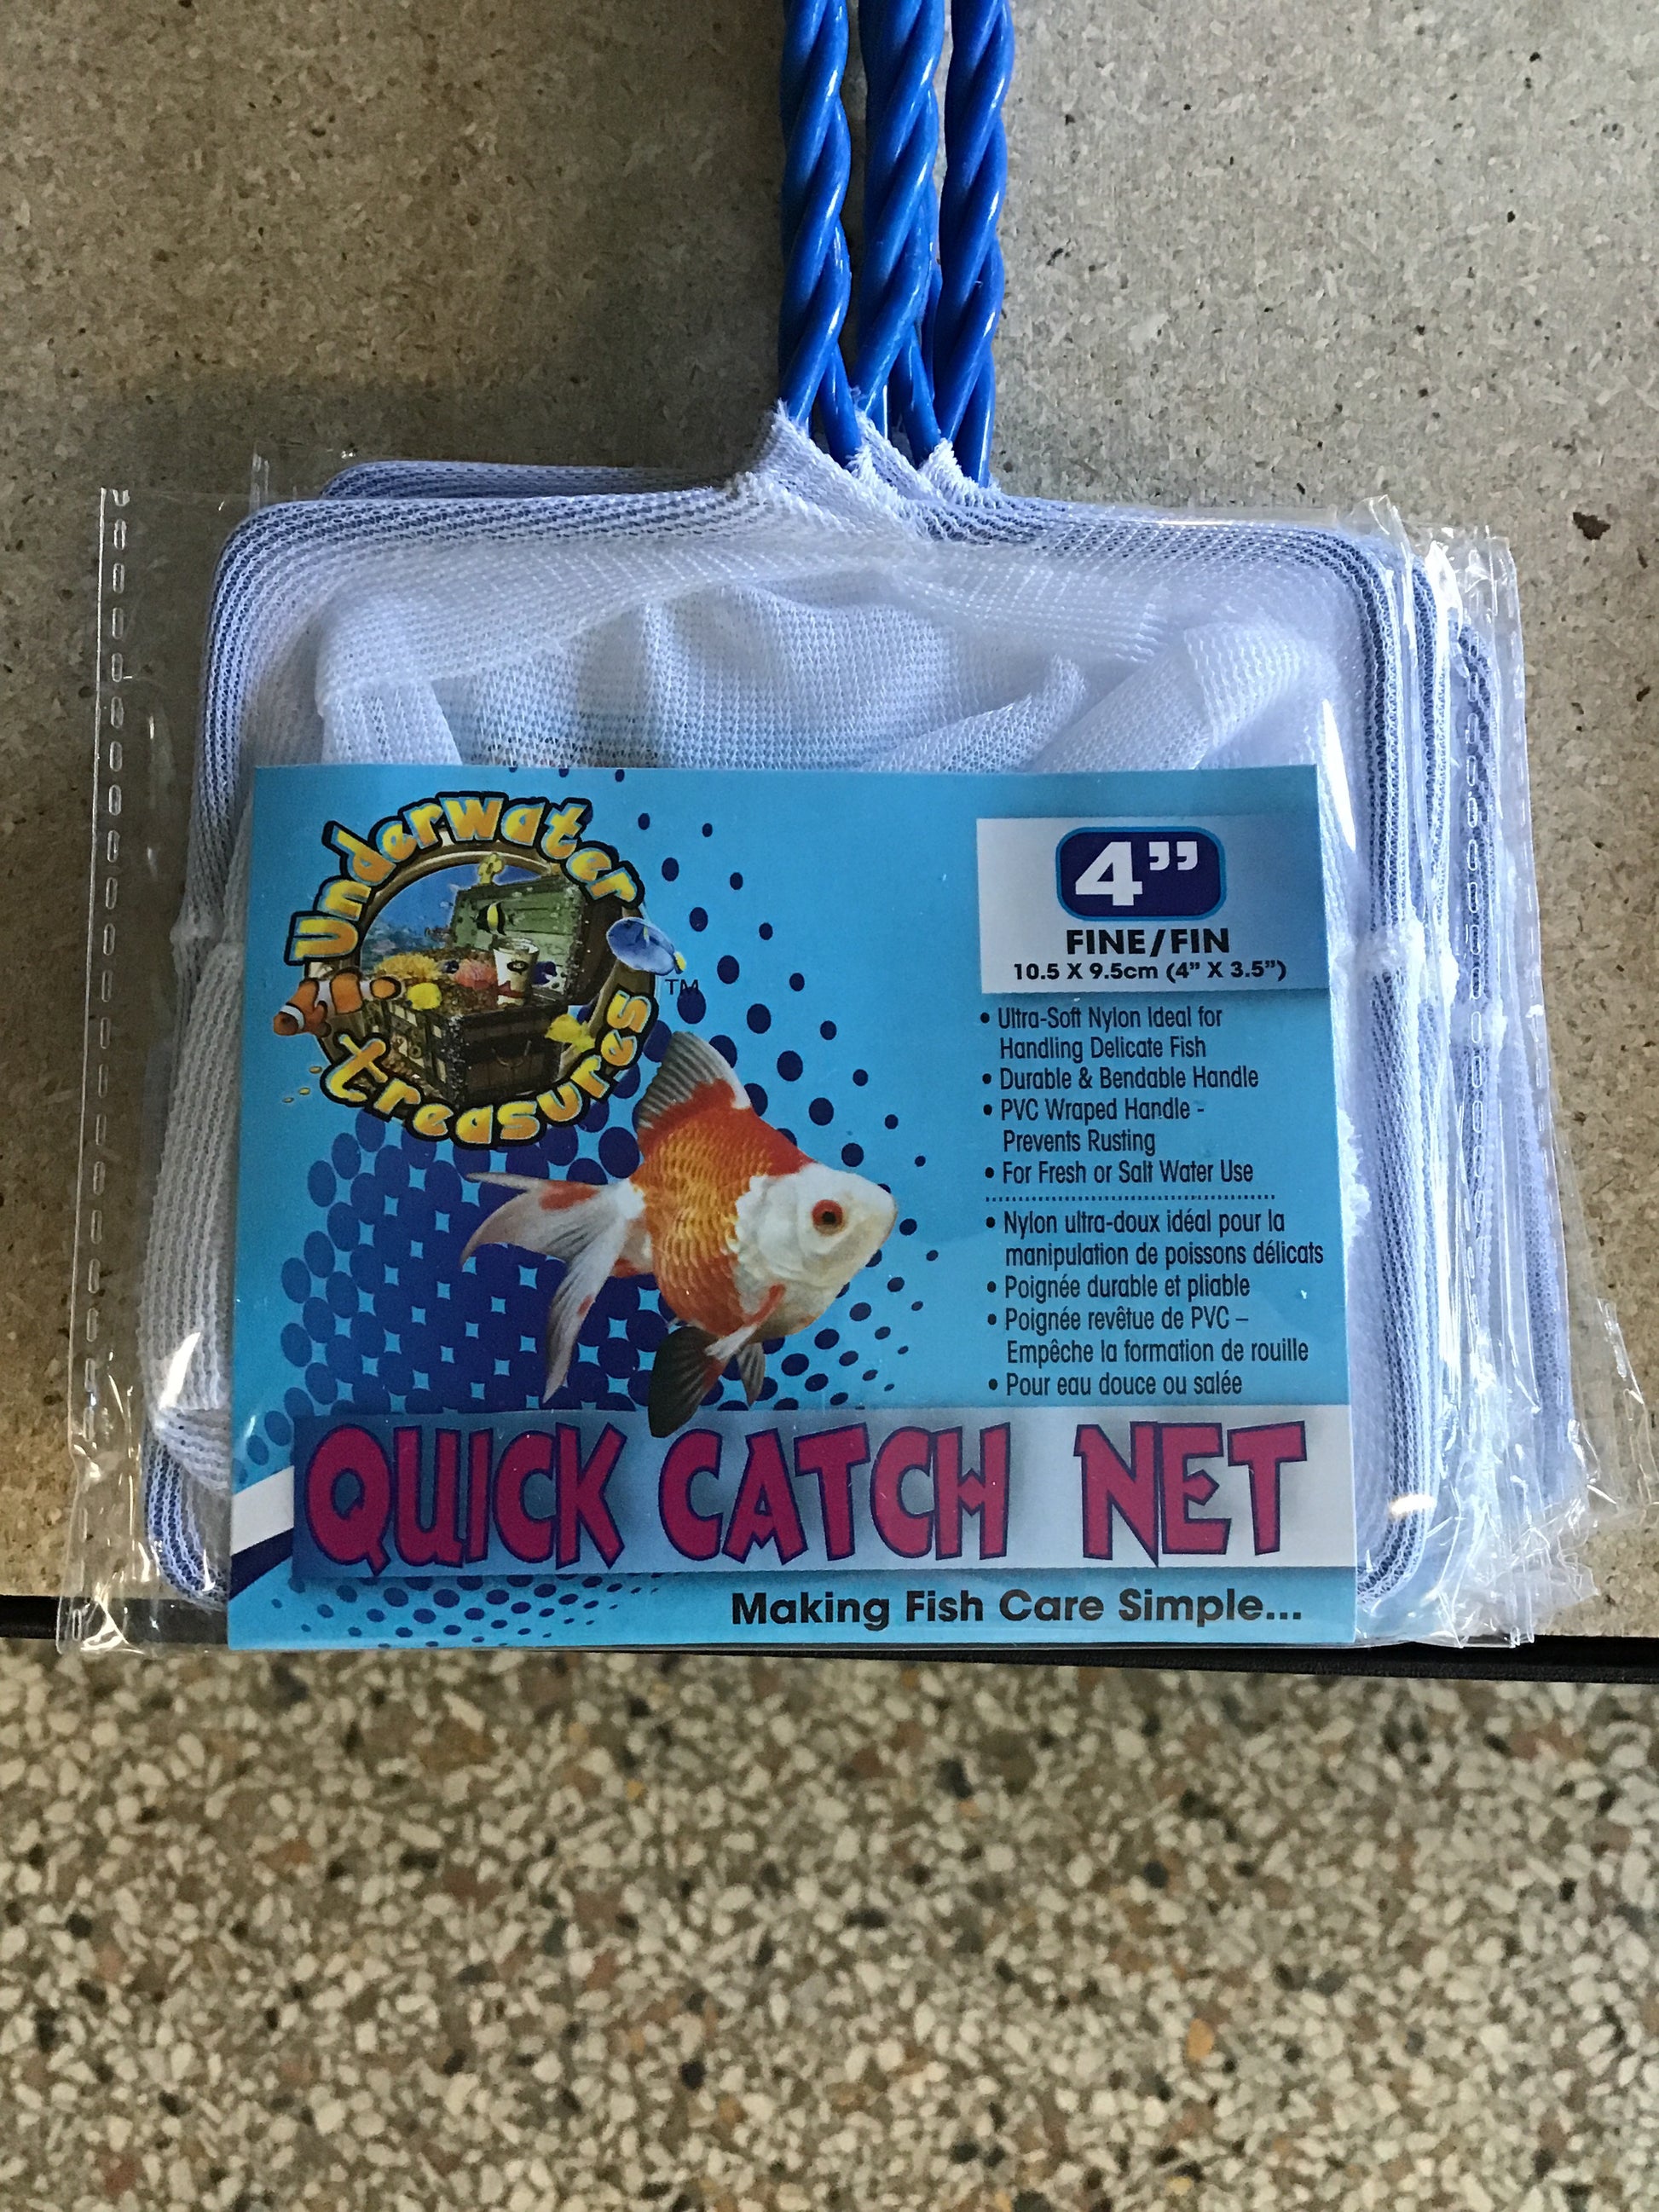 Underwater
Treasures
TM
4”
FINE/FIN
10.5 X 9.5cm (4” X 3.5”)
• Ultra-Soft Nylon Ideal for
Handling Delicate Fish
• Durable & Bendable Handle
• PVC Wraped Handle -
Prevents Rusting
• For Fresh or Salt Water Use
• Nylon ultra-doux idéal pour la
manipulation de poissons délicats
• Poignée durable et pliable
• Poignée revêtue de PVC –
Empêche la formation de rouille
• Pour eau douce ou salée
QUICK CATCH NET
Making Fish Care Simple...